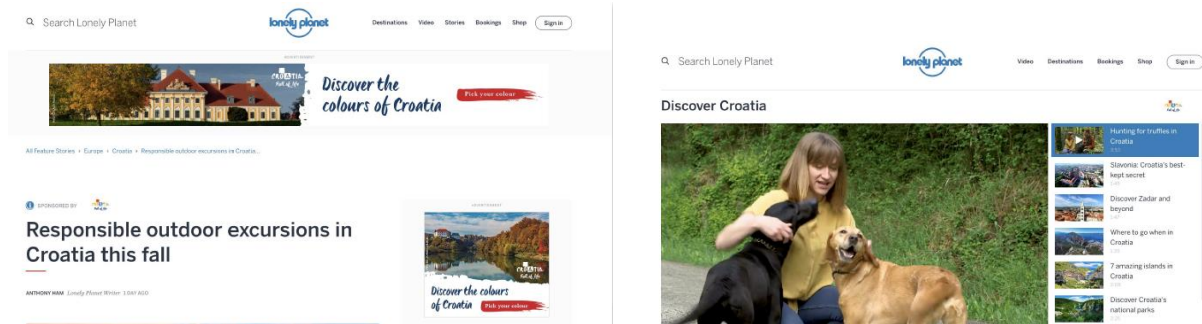 Search Lonely Planet
lonely planet
Destinations Video Stories Bookings Shop Sign in
ADVERTISEMENT
CROATIA
Full of life
Discover the
colours of Croatia
Pick your colour
All Feature Stories › Europe › Croatia › Responsible outdoor excursions in Croatia...
SPONSORED BY
Responsible outdoor excursions in
Croatia this fall
ANTHONY HAM Lonely Planet Writer 1 DAY AGO
ADVERTISEMENT
CROATIA
Full of life
Discover the colours
of Croatia
Pick your colour
Search Lonely Planet
lonely planet
Video Destinations Bookings Shop Sign in
Discover Croatia
Hunting for truffles in
Croatia
Slavonia: Croatia's best-
kept secret
Discover Zadar and
beyond
Where to go when in
Croatia
7 amazing islands in
Croatia
Discover Croatia's
national parks